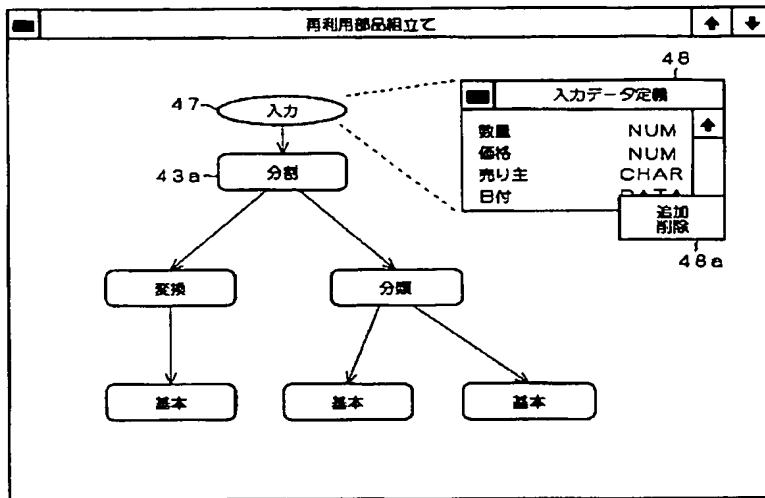 再利用部品組立て
48
47
入力
入力データ定義
数量 NUM
価格 NUM
売り主 CHAR
日付
追加
削除
48a
43a
分割
変換
分類
基本
基本
基本